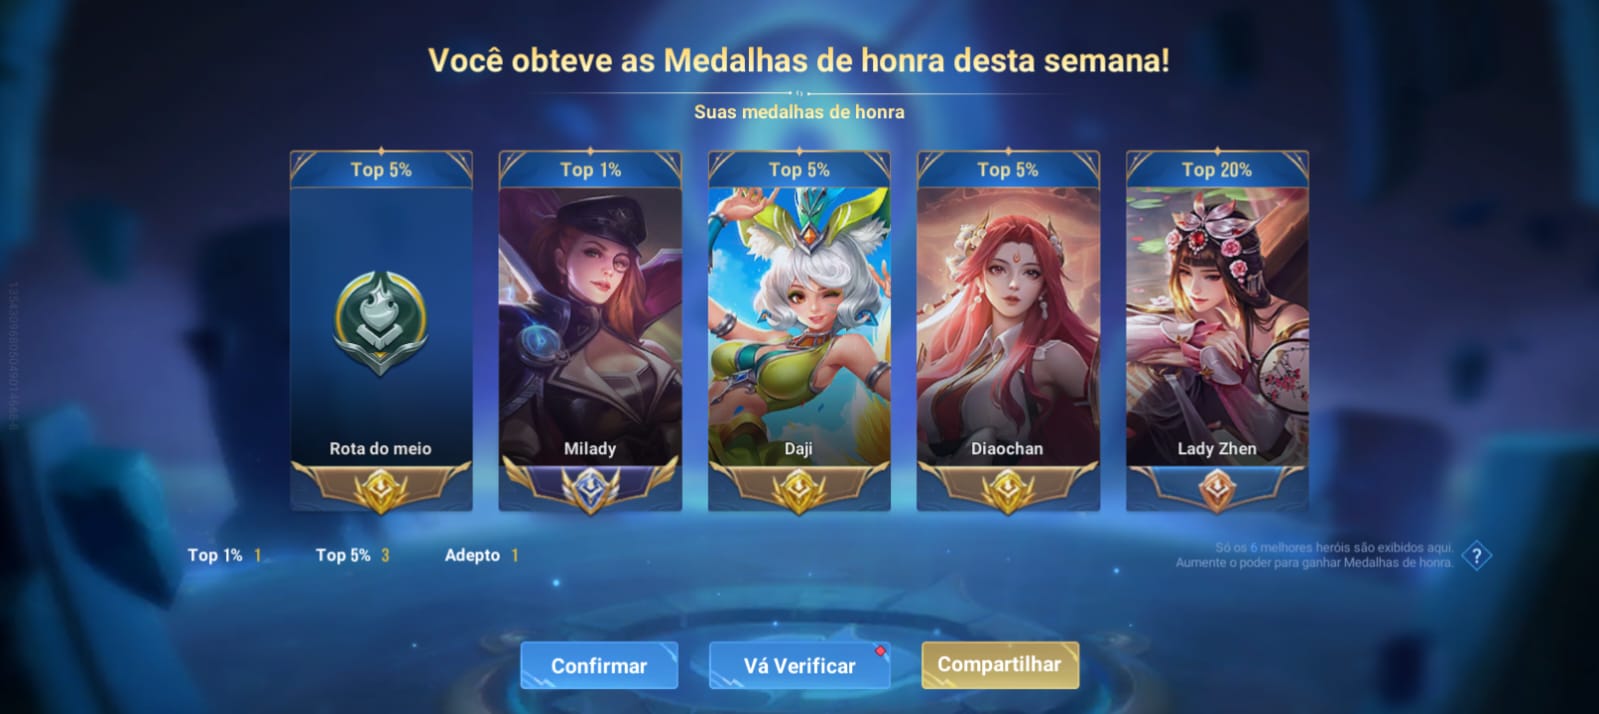 Você obteve as Medalhas de honra desta semana!
Suas medalhas de honra
Top 5%
Top 1%
Top 5%
Top 5%
Top 20%
Rota do meio
Milady
Daji
Diaochan
Lady Zhen
Top 1% 1
Top 5% 3
Adepto 1
Só os 6 melhores heróis são exibidos aqui.
Aumente o poder para ganhar Medalhas de honra.
?
Confirmar
Vá Verificar
Compartilhar